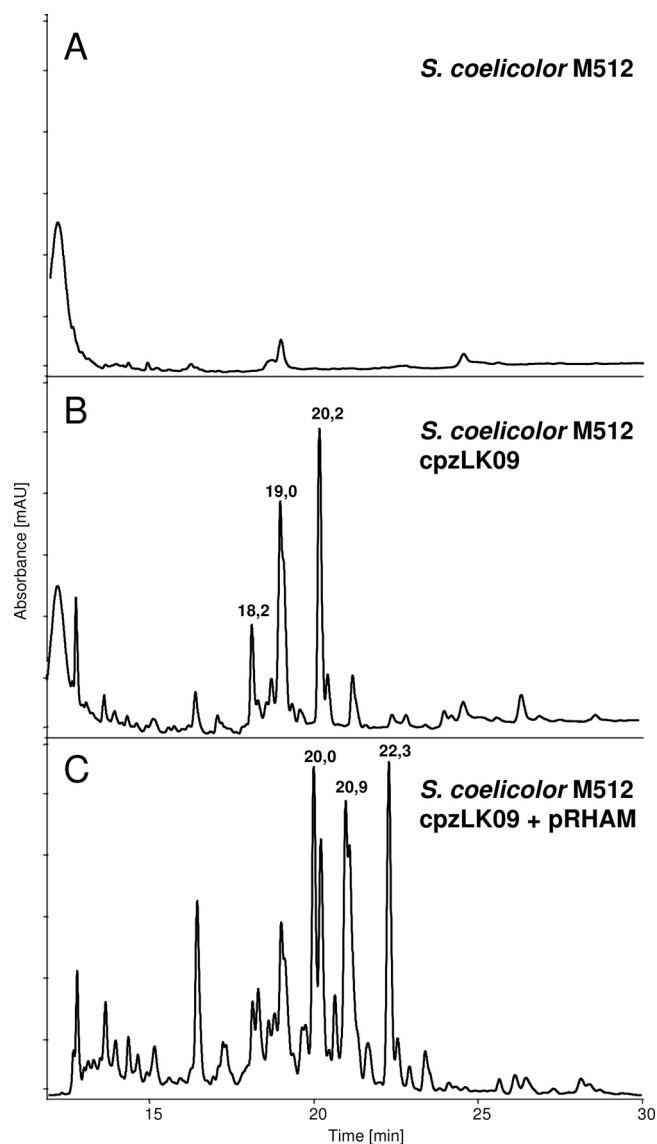 A
S. coelicolor M512
B
S. coelicolor M512
cpzLK09
20,2
19,0
18,2
Absorbance [mAU]
C
S. coelicolor M512
cpzLK09 + pRHAM
20,0
20,9
22,3
15
20
25
30
Time [min]